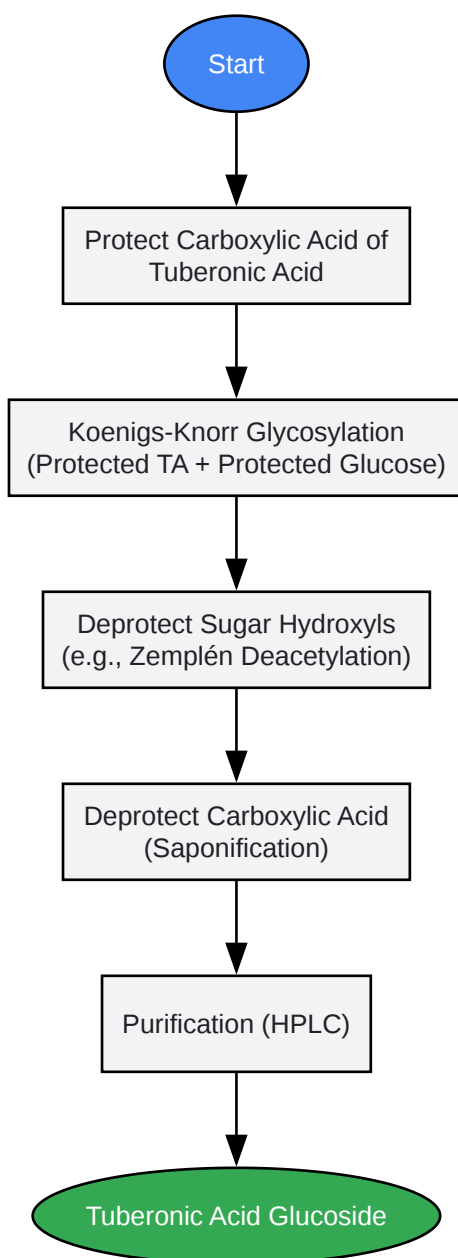 Start
Protect Carboxylic Acid of
Tuberonic Acid
Koenigs-Knorr Glycosylation
(Protected TA + Protected Glucose)
Deprotect Sugar Hydroxyls
(e.g., Zemplén Deacetylation)
Deprotect Carboxylic Acid
(Saponification)
Purification (HPLC)
Tuberonic Acid Glucoside